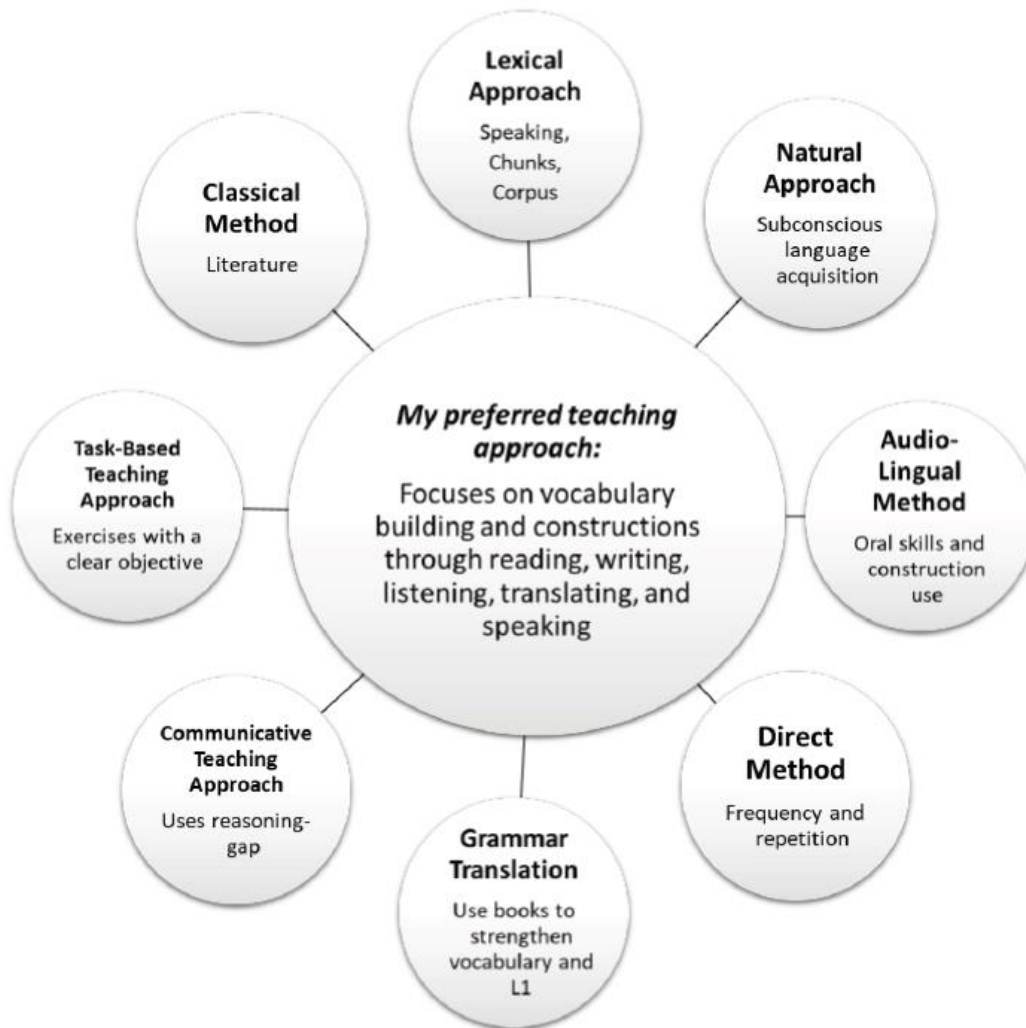 Lexical
Approach
Speaking,
Chunks,
Corpus
Natural
Approach
Subconscious
language
acquisition
Audio-
Lingual
Method
Oral skills and
construction
use
Direct
Method
Frequency and
repetition
Grammar
Translation
Use books to
strengthen
vocabulary and
L1
Communicative
Teaching
Approach
Uses reasoning-
gap
Task-Based
Teaching
Approach
Exercises with a
clear objective
Classical
Method
Literature
My preferred teaching
approach:
Focuses on vocabulary
building and constructions
through reading, writing,
listening, translating, and
speaking